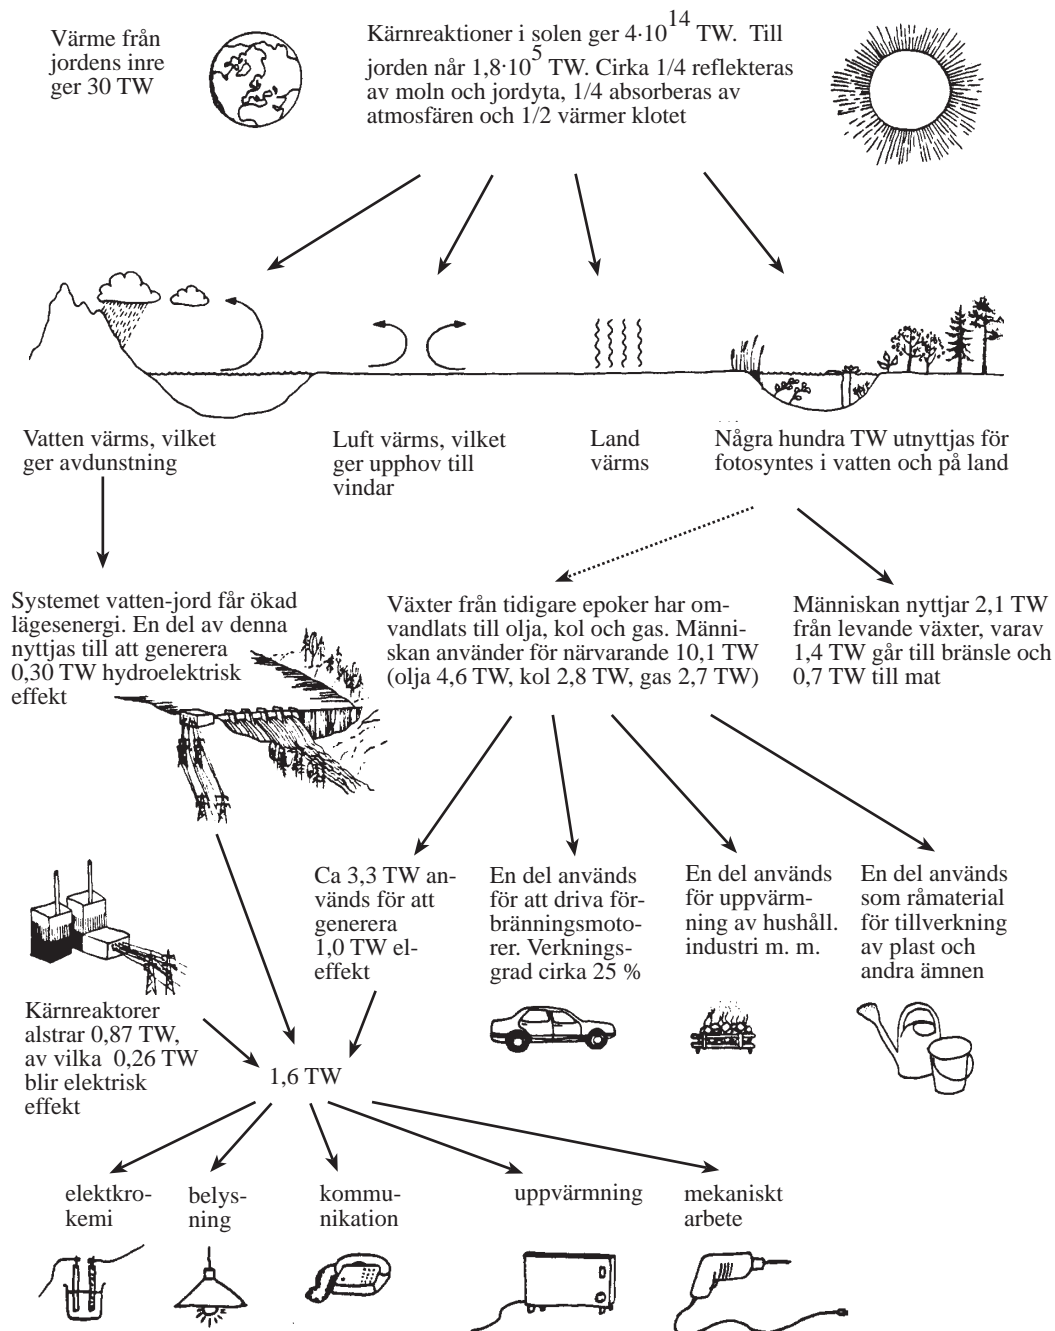 Värme från
jordens inre
ger 30 TW
Kärnreaktioner i solen ger 4·10^14 TW. Till
jorden når 1,8·10^5 TW. Cirka 1/4 reflekteras
av moln och jordyta, 1/4 absorberas av
atmosfären och 1/2 värmer klotet
Vatten värms, vilket
ger avdunstning
Luft värms, vilket
ger upphov till
vindar
Land
värms
Några hundra TW utnyttjas för
fotosyntes i vatten och på land
Systemet vatten-jord får ökad
lägesenergi. En del av denna
nyttjas till att generera
0,30 TW hydroelektrisk
effekt
Växter från tidigare epoker har om-
vandlats till olja, kol och gas. Männi-
skan använder för närvarande 10,1 TW
(olja 4,6 TW, kol 2,8 TW, gas 2,7 TW)
Människan nyttjar 2,1 TW
från levande växter, varav
1,4 TW går till bränsle och
0,7 TW till mat
Ca 3,3 TW an-
vänds för att
generera
1,0 TW el-
effekt
En del används
för att driva för-
bränningsmoto-
rer. Verknings-
grad cirka 25 %
En del används
för uppvärm-
ning av hushåll.
industri m. m.
En del används
som råmaterial
för tillverkning
av plast och
andra ämnen
Kärnreaktorer
alstrar 0,87 TW,
av vilka 0,26 TW
blir elektrisk
effekt
1,6 TW
elektkro-
kemi
belys-
ning
kommu-
nikation
uppvärmning
mekaniskt
arbete